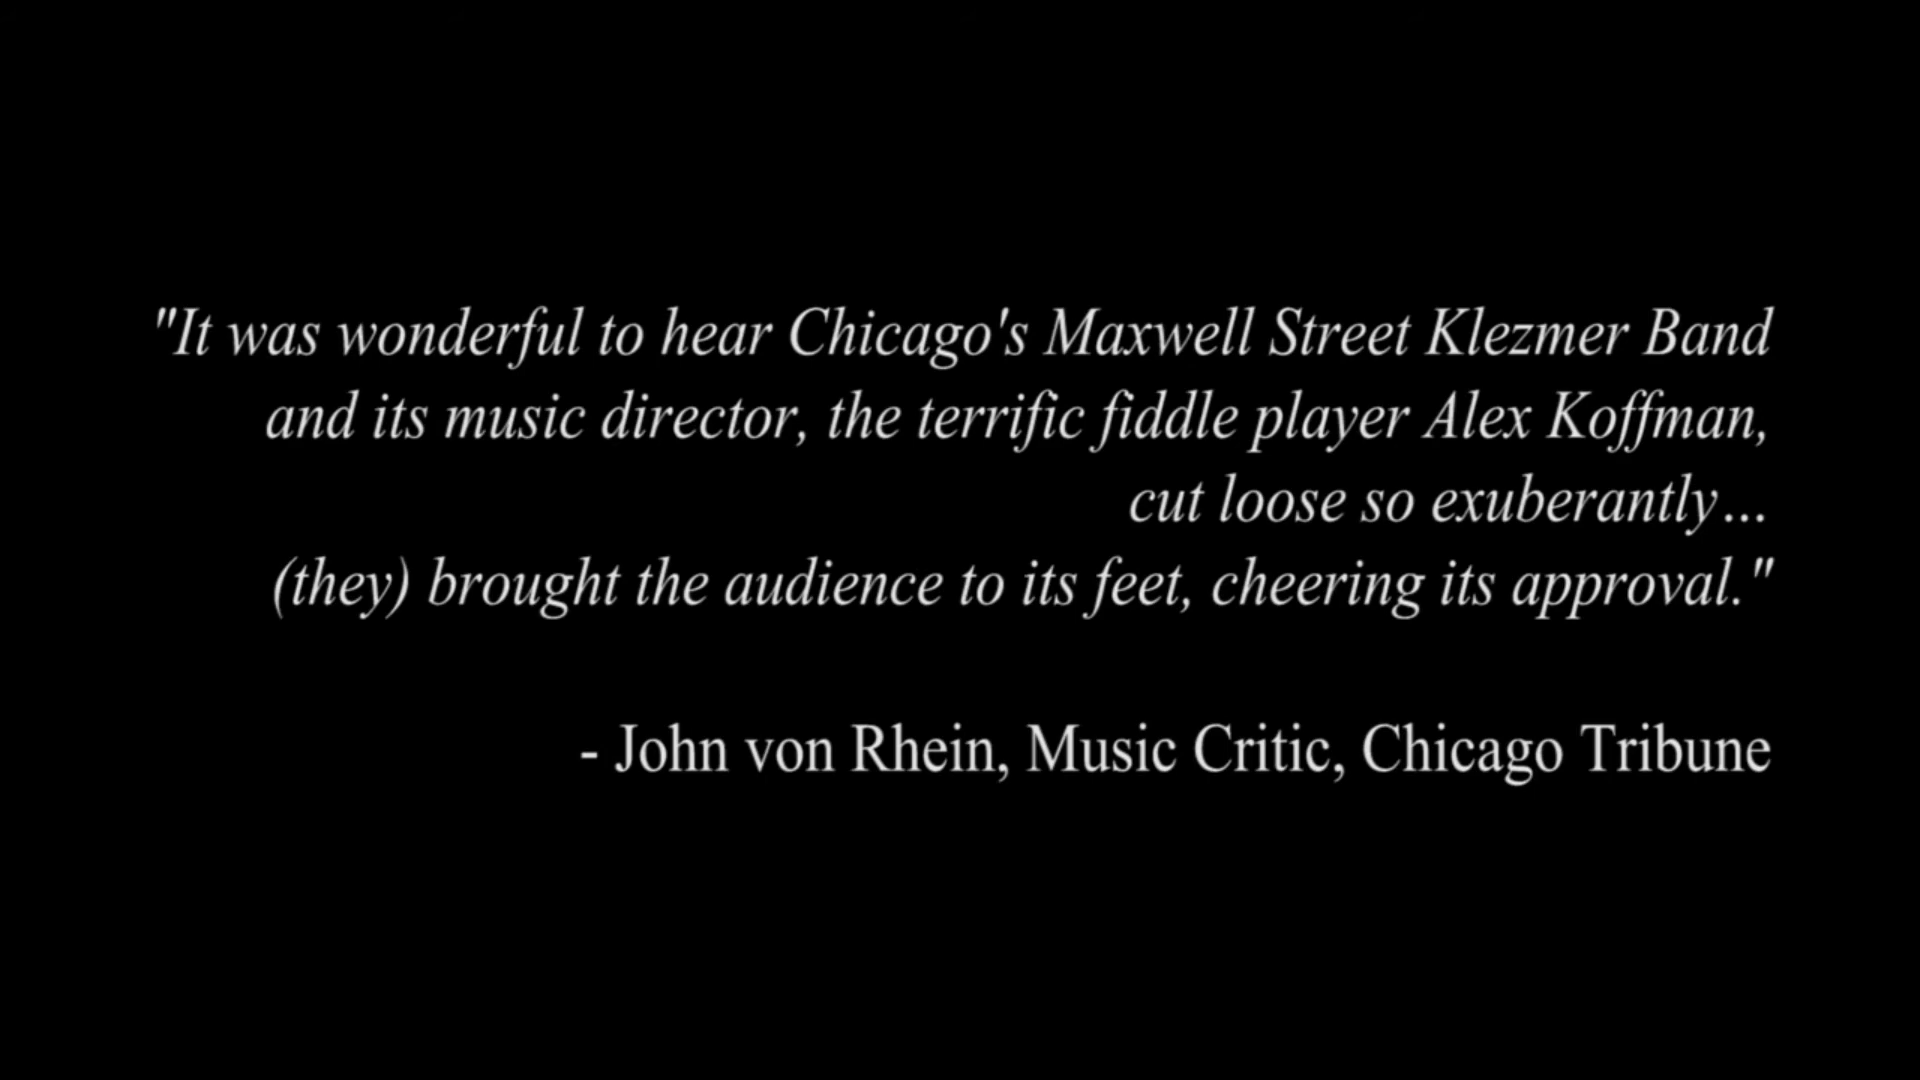 "It was wonderful to hear Chicago's Maxwell Street Klezmer Band
and its music director, the terrific fiddle player Alex Koffman,
cut loose so exuberantly...
(they) brought the audience to its feet, cheering its approval."
- John von Rhein, Music Critic, Chicago Tribune